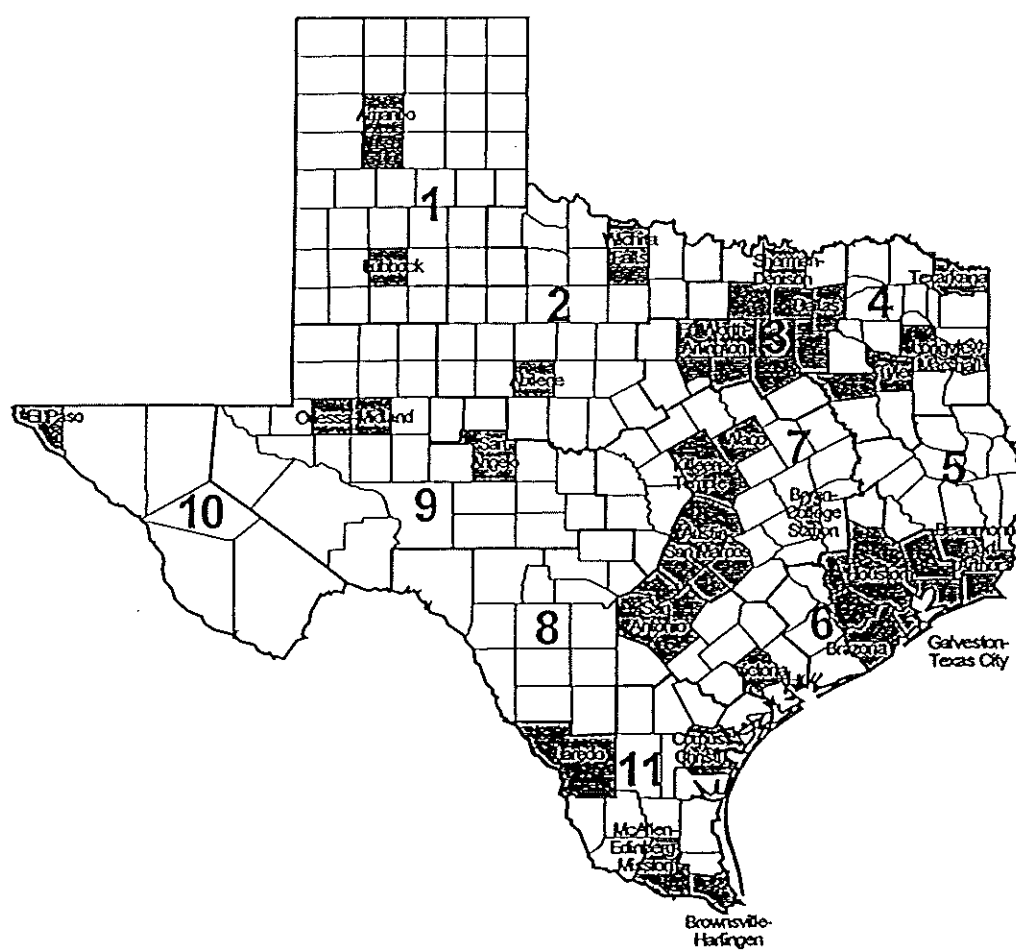 Amarillo
1
Lubbock
Wichita
Falls
2
Sherman-
Denison
Dallas
Texarkana
4
Ft Worth-
Arlington
3
Longview-
Marshall
Tyler
Abilene
El Paso
Odessa-Midland
San
Angelo
Waco
7
Killeen-
Temple
5
10
9
Bryan-
College
Station
Austin-
San Marcos
Beaumont-
Port
Arthur
Houston
San
Antonio
8
6
Brazoria
Galveston-
Texas City
Victoria
Laredo
11
Corpus
Christi
McAllen-
Edinberg-
Mission
Brownsville-
Harlingen